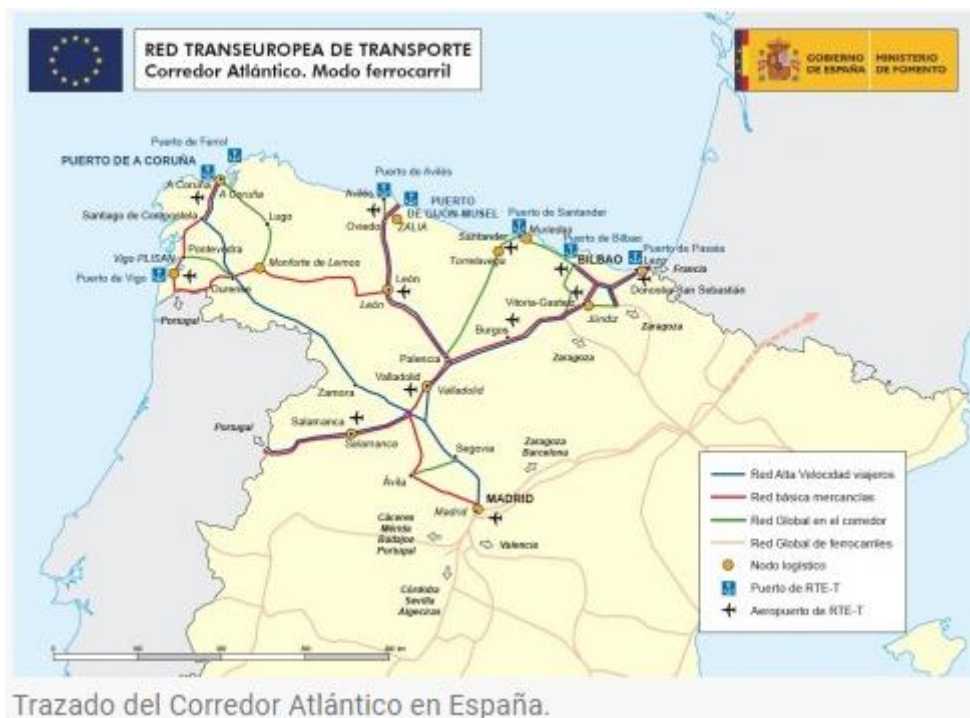 RED TRANSEUROPEA DE TRANSPORTE
Corredor Atlántico. Modo ferrocarril
GOBIERNO
DE ESPAÑA
MINISTERIO
DE FOMENTO
Puerto de Ferrol
PUERTO DE A CORUÑA
A Coruña
A Coruña
Santiago de Compostela
Lugo
Pontevedra
Vigo PLISAN
Puerto de Vigo
Monforte de Lemos
Ourense
Portugal
Puerto de Avilés
Avilés
PUERTO
DE GIJÓN-MUSEL
ZALIA
Oviedo
León
León
Puerto de Santander
Santander
Muriedas
Torrelavega
Puerto de Bilbao
BILBAO
Puerto de Pasaia
Lezo
Francia
Donostia-San Sebastián
Vitoria-Gasteiz
Júndiz
Zaragoza
Zaragoza
Burgos
Palencia
Valladolid
Valladolid
Zamora
Salamanca
Salamanca
Portugal
Segovia
Ávila
Zaragoza
Barcelona
MADRID
Madrid
Valencia
Cáceres
Mérida
Badajoz
Portugal
Córdoba
Sevilla
Algeciras
Red Alta Velocidad viajeros
Red básica mercancías
Red Global en el corredor
Red Global de ferrocarriles
Nodo logístico
Puerto de RTE-T
Aeropuerto de RTE-T
0
Trazado del Corredor Atlántico en España.